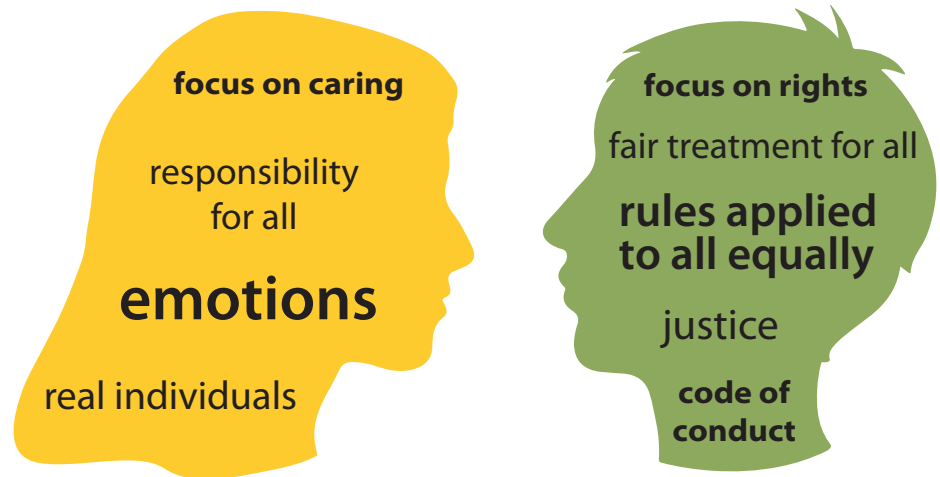 focus on caring
responsibility
for all
emotions
real individuals
focus on rights
fair treatment for all
rules applied
to all equally
justice
code of
conduct